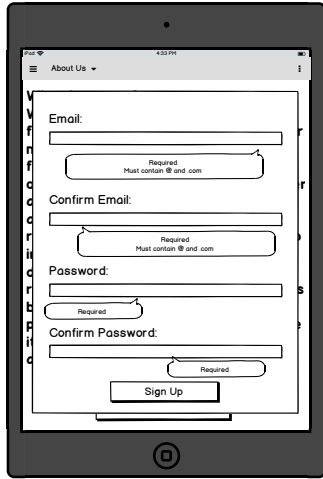 iPad 4:33 PM
About Us
Email:
Required
Must contain @ and .com
Confirm Email:
Required
Must contain @ and .com
Password:
Required
Confirm Password:
Required
Sign Up